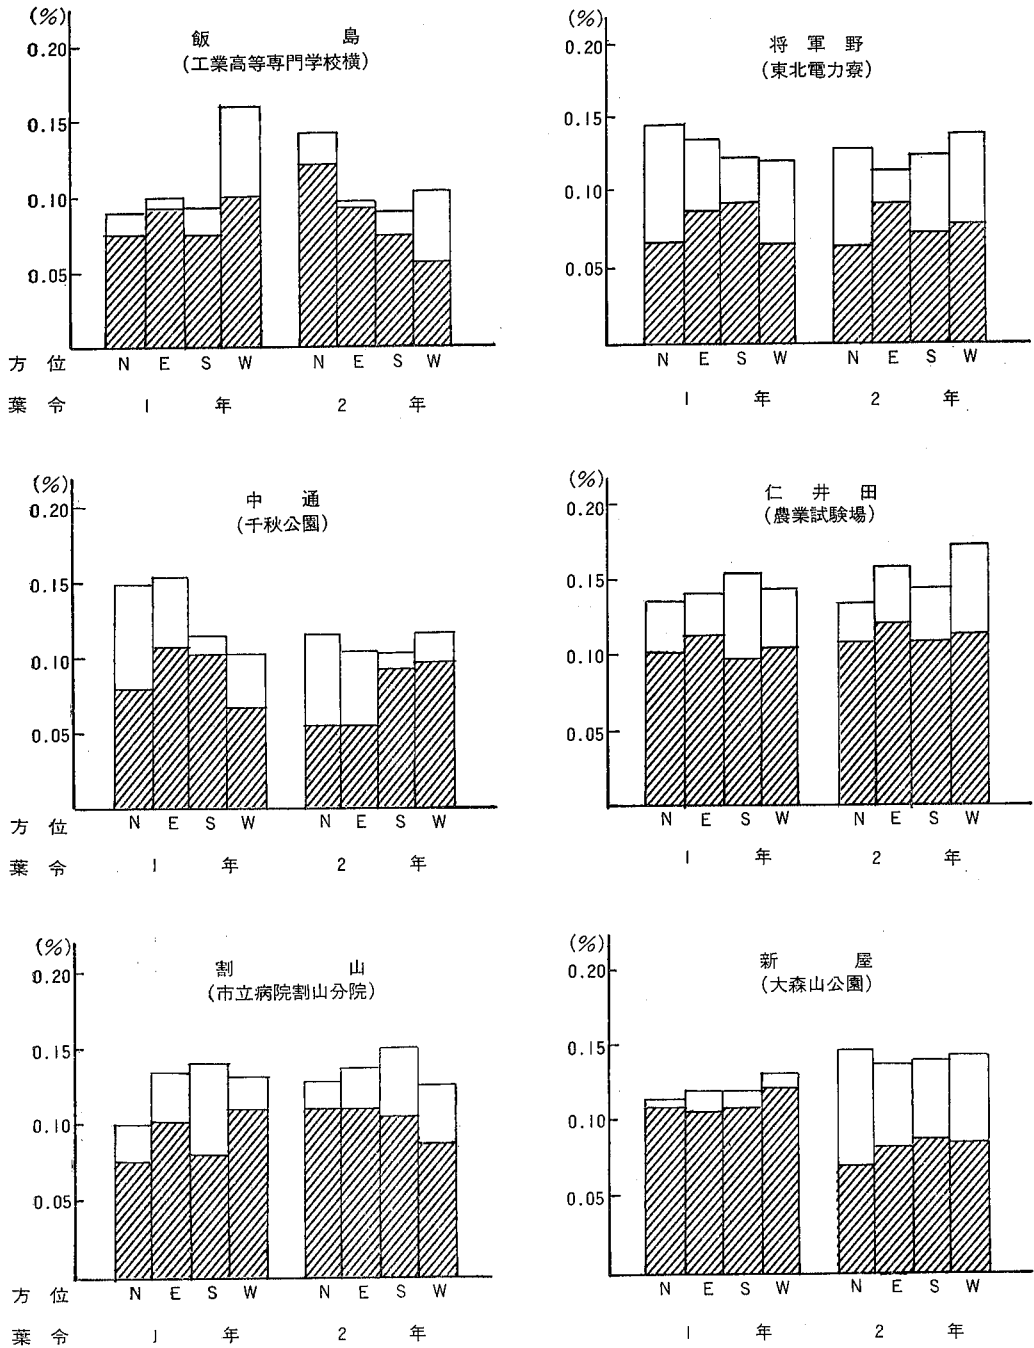 (%)
飯島
(工業高等専門学校横)
0.20
0.15
0.10
0.05
方位 N E S W N E S W
葉令 1年 2年
(%)
将軍野
(東北電力寮)
0.20
0.15
0.10
0.05
N E S W N E S W
1年 2年
(%)
中通
(千秋公園)
0.20
0.15
0.10
0.05
方位 N E S W N E S W
葉令 1年 2年
(%)
仁井田
(農業試験場)
0.20
0.15
0.10
0.05
N E S W N E S W
1年 2年
(%)
割山
(市立病院割山分院)
0.20
0.15
0.10
0.05
方位 N E S W N E S W
葉令 1年 2年
(%)
新屋
(大森山公園)
0.20
0.15
0.10
0.05
N E S W N E S W
1年 2年